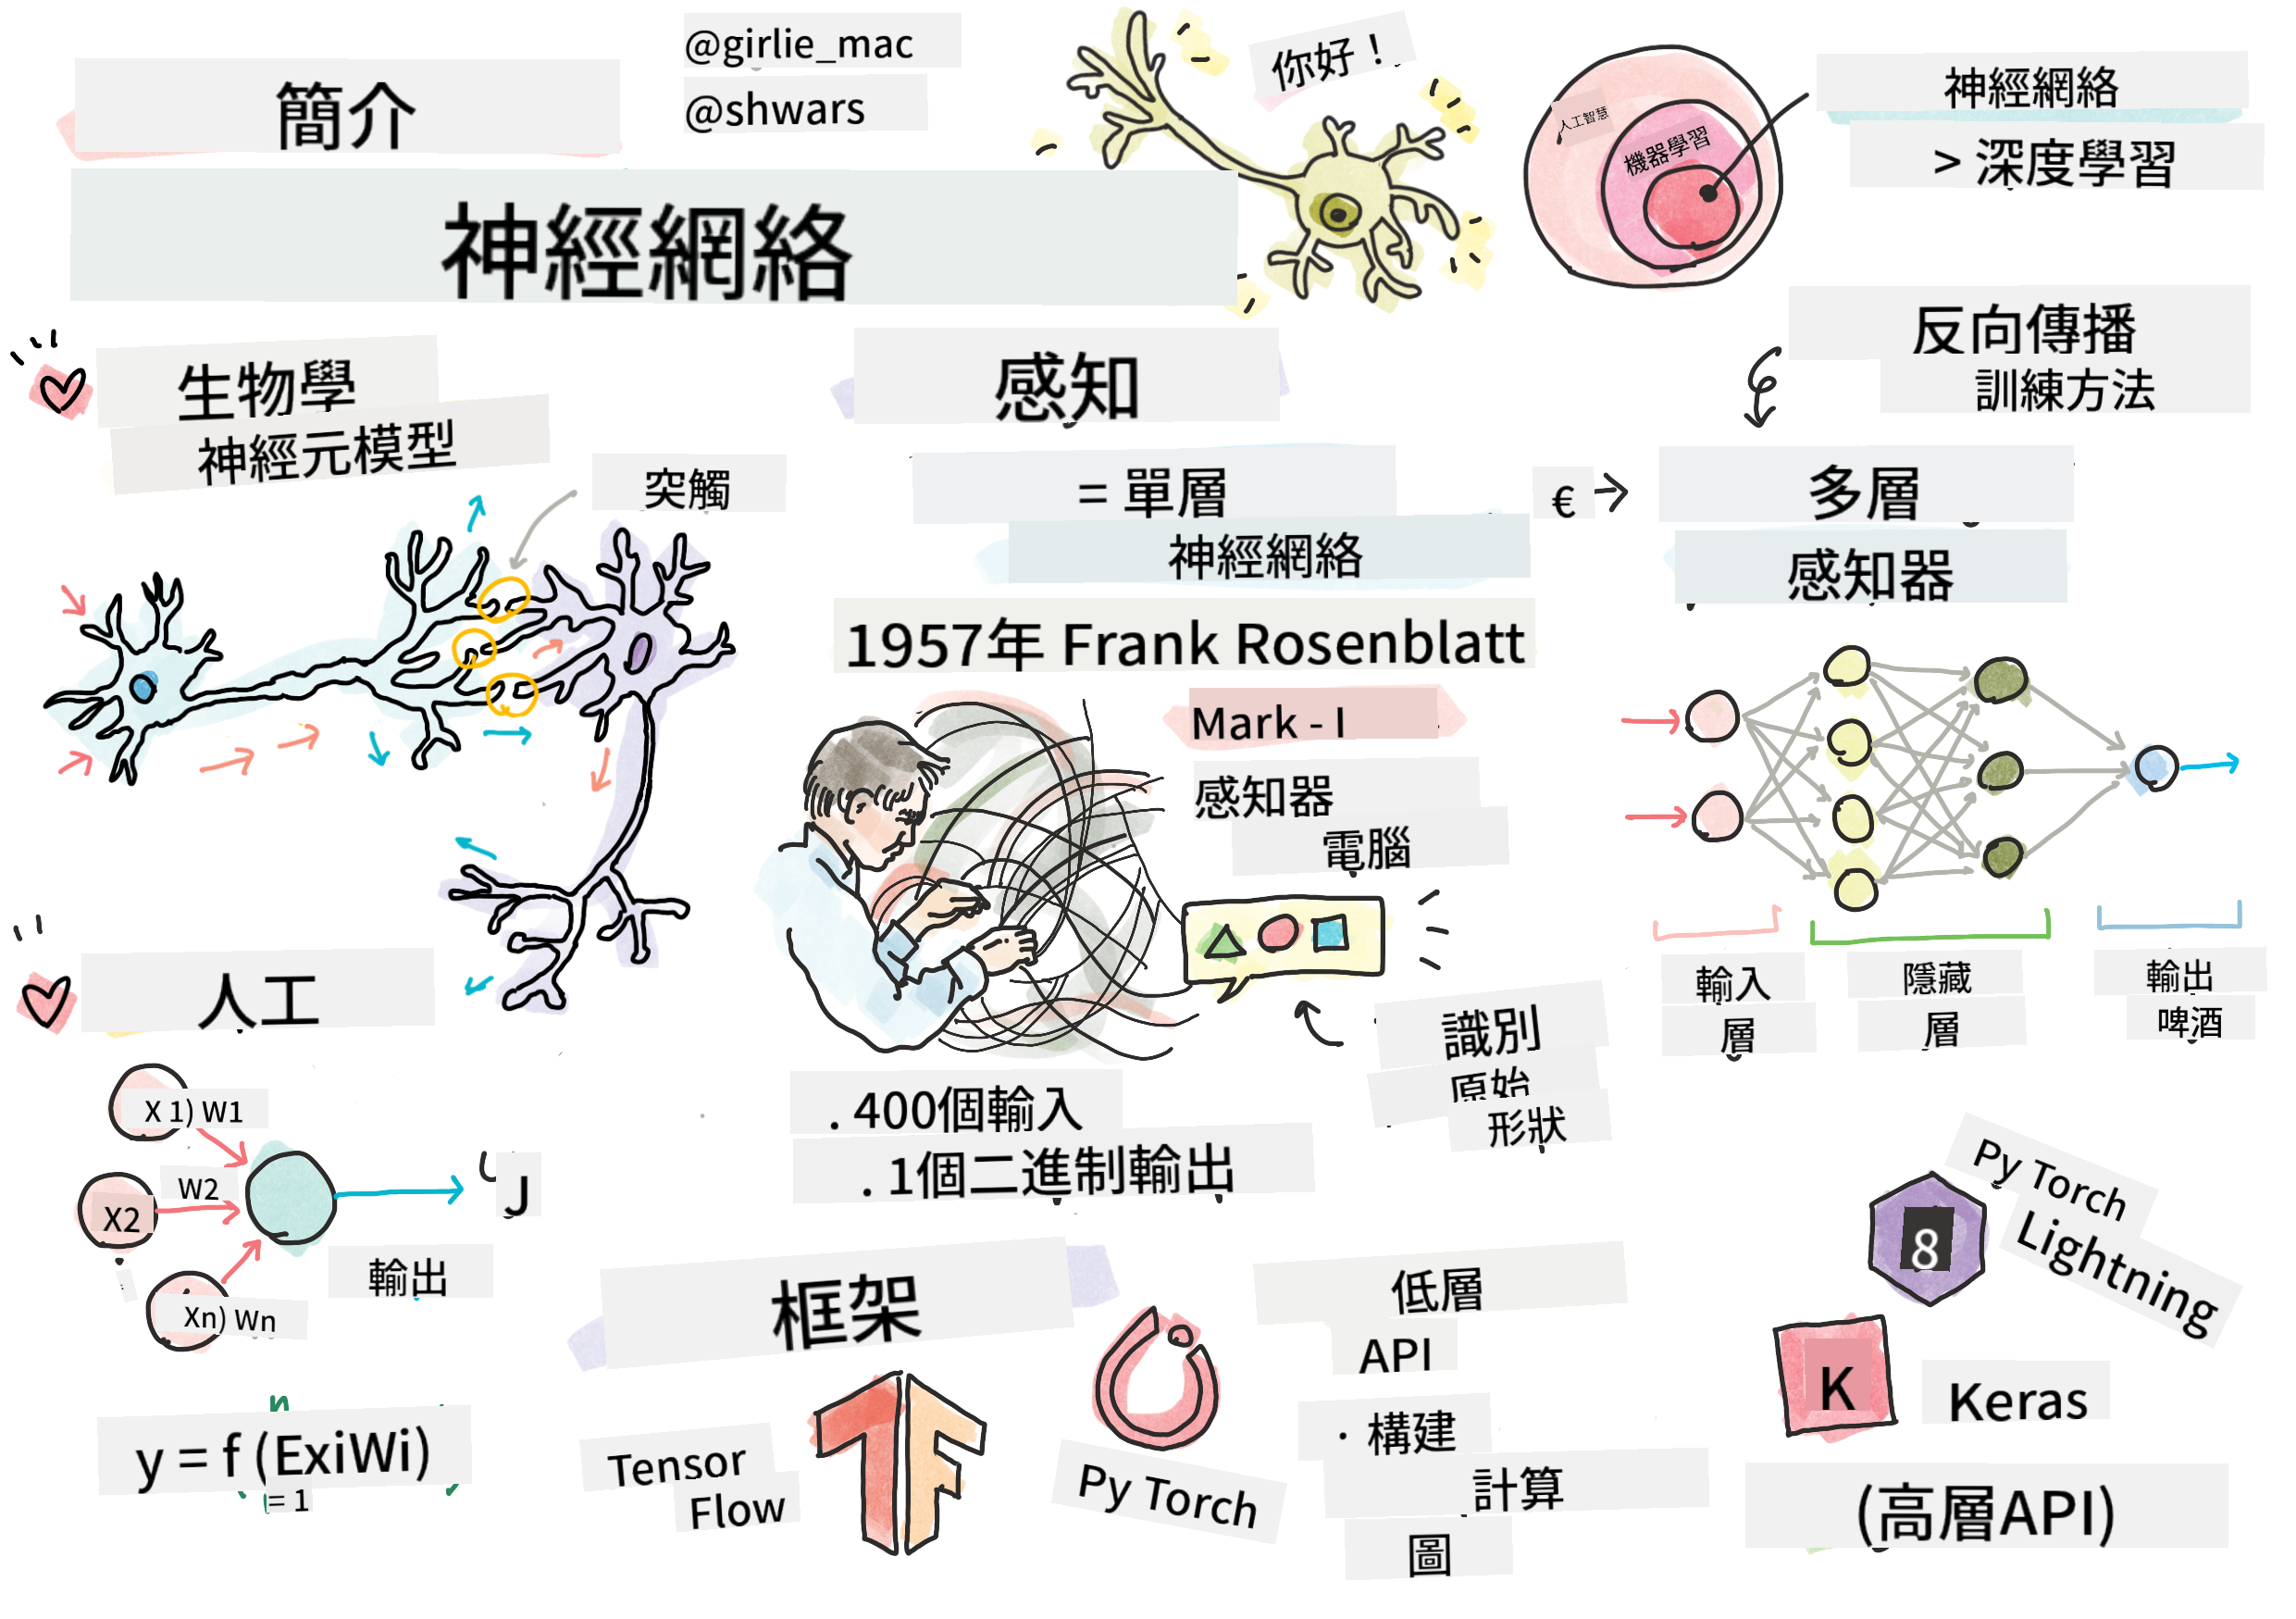 簡介
@girlie_mac
@shwars
神經網絡
你好！
人工智慧
機器學習
神經網絡
> 深度學習
反向傳播
訓練方法
生物學
神經元模型
突觸
感知
= 單層
神經網絡
€
多層
感知器
1957年 Frank Rosenblatt
Mark - I
感知器
電腦
識別
原始
形狀
. 400個輸入
. 1個二進制輸出
輸入
層
隱藏
層
輸出
啤酒
人工
X 1) W1
W2
X2
Xn) Wn
J
輸出
n
y = f (ExiWi)
= 1
框架
Tensor
Flow
Py Torch
低層
API
· 構建
計算
圖
8
Py Torch
Lightning
K
Keras
(高層API)